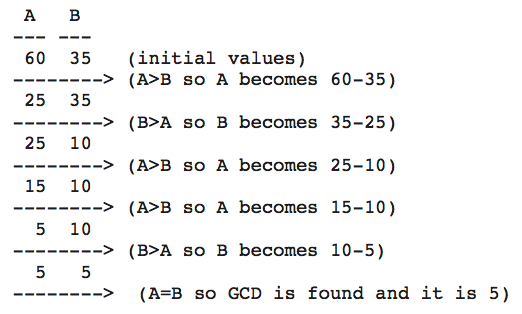 A B
--- ---
60 35 (initial values)
--------> (A>B so A becomes 60-35)
25 35
--------> (B>A so B becomes 35-25)
25 10
--------> (A>B so A becomes 25-10)
15 10
--------> (A>B so A becomes 15-10)
5 10
--------> (B>A so B becomes 10-5)
5 5
--------> (A=B so GCD is found and it is 5)